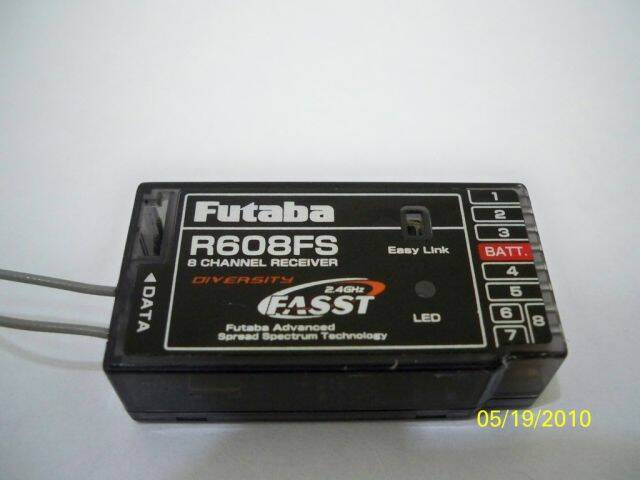 Futaba
R608FS
8 CHANNEL RECEIVER
DIVERSITY
2.4GHz
FASST
Futaba Advanced
Spread Spectrum Technology
Easy Link
LED
◄DATA
1
2
3
BATT.
4
5
6
7
8
05/19/2010